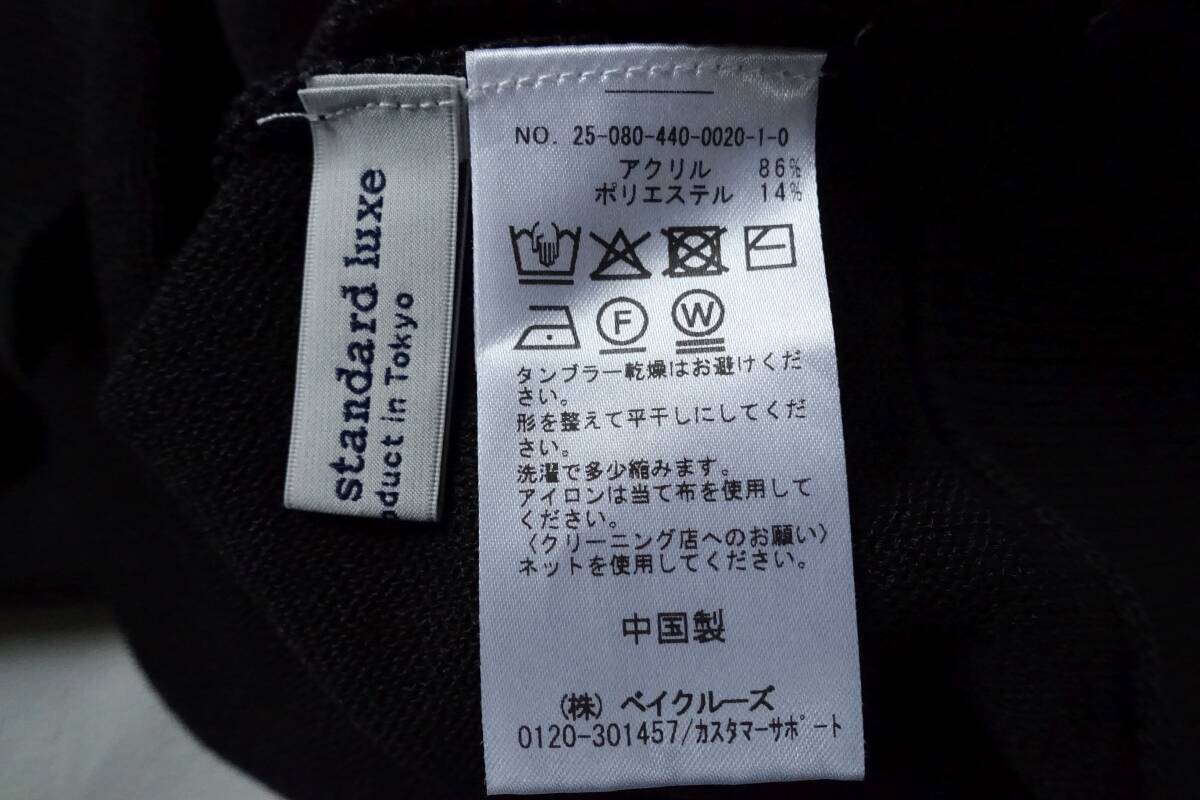 standard luxe
oduct in Tokyo
NO. 25-080-440-0020-1-0
アクリル 86%
ポリエステル 14%
F W
タンブラー乾燥はお避けくだ
さい。
形を整えて平干しにしてくだ
さい。
洗濯で多少縮みます。
アイロンは当て布を使用して
ください。
〈クリーニング店へのお願い〉
ネットを使用してください。
中国製
(株) ベイクルーズ
0120-301457/カスタマーサポート